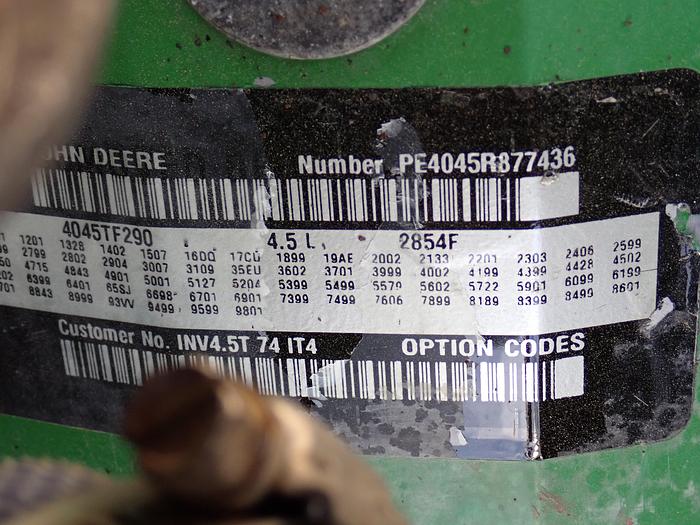 JOHN DEERE Number PE4045R877436
4045TF290 4.5 L 2854F
1201 1328 1402 1507 16DD 17CU 1899 19AE 2002 2133 2201 2303 2406 2599
2799 2802 2904 3007 3109 35EU 3602 3701 3999 4002 4199 4399 4428 4502
4715 4843 4901 5001 5127 5204 5399 5499 5579 5602 5722 5901 6099 6199
6399 6401 65SJ 6698 6701 6901 7399 7499 7606 7899 8189 8399 8499 8601
8843 8999 93VV 9499 9599 9801
Customer No. INV4.5T 74 IT4 OPTION CODES